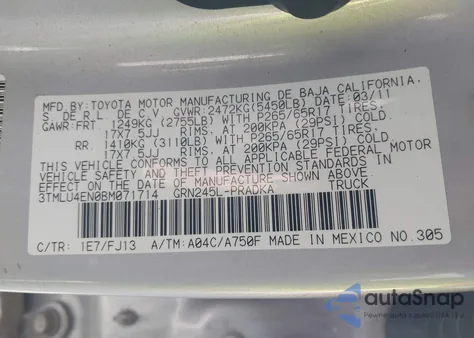 MFD.BY:TOYOTA MOTOR MANUFACTURING DE BAJA CALIFORNIA,
S DE R.L. DE C.V. GVWR:2472KG(5450LB) DATE:03/11
GAWR:FRT. 1249KG (2755LB) WITH P265/65R17 TIRES,
17X7.5JJ RIMS, AT 200KPA (29PSI) COLD.
RR. 1410KG (3110LB) WITH P265/65R17 TIRES,
17X7.5JJ RIMS, AT 200KPA (29PSI) COLD.
THIS VEHICLE CONFORMS TO ALL APPLICABLE FEDERAL MOTOR
VEHICLE SAFETY AND THEFT PREVENTION STANDARDS IN
EFFECT ON THE DATE OF MANUFACTURE SHOWN ABOVE.
3TMLU4EN0BM071714 GRN245L-PRADKA TRUCK
C/TR: 1E7/FJ13 A/TM: A04C/A750F MADE IN MEXICO NO.305
autoSnap